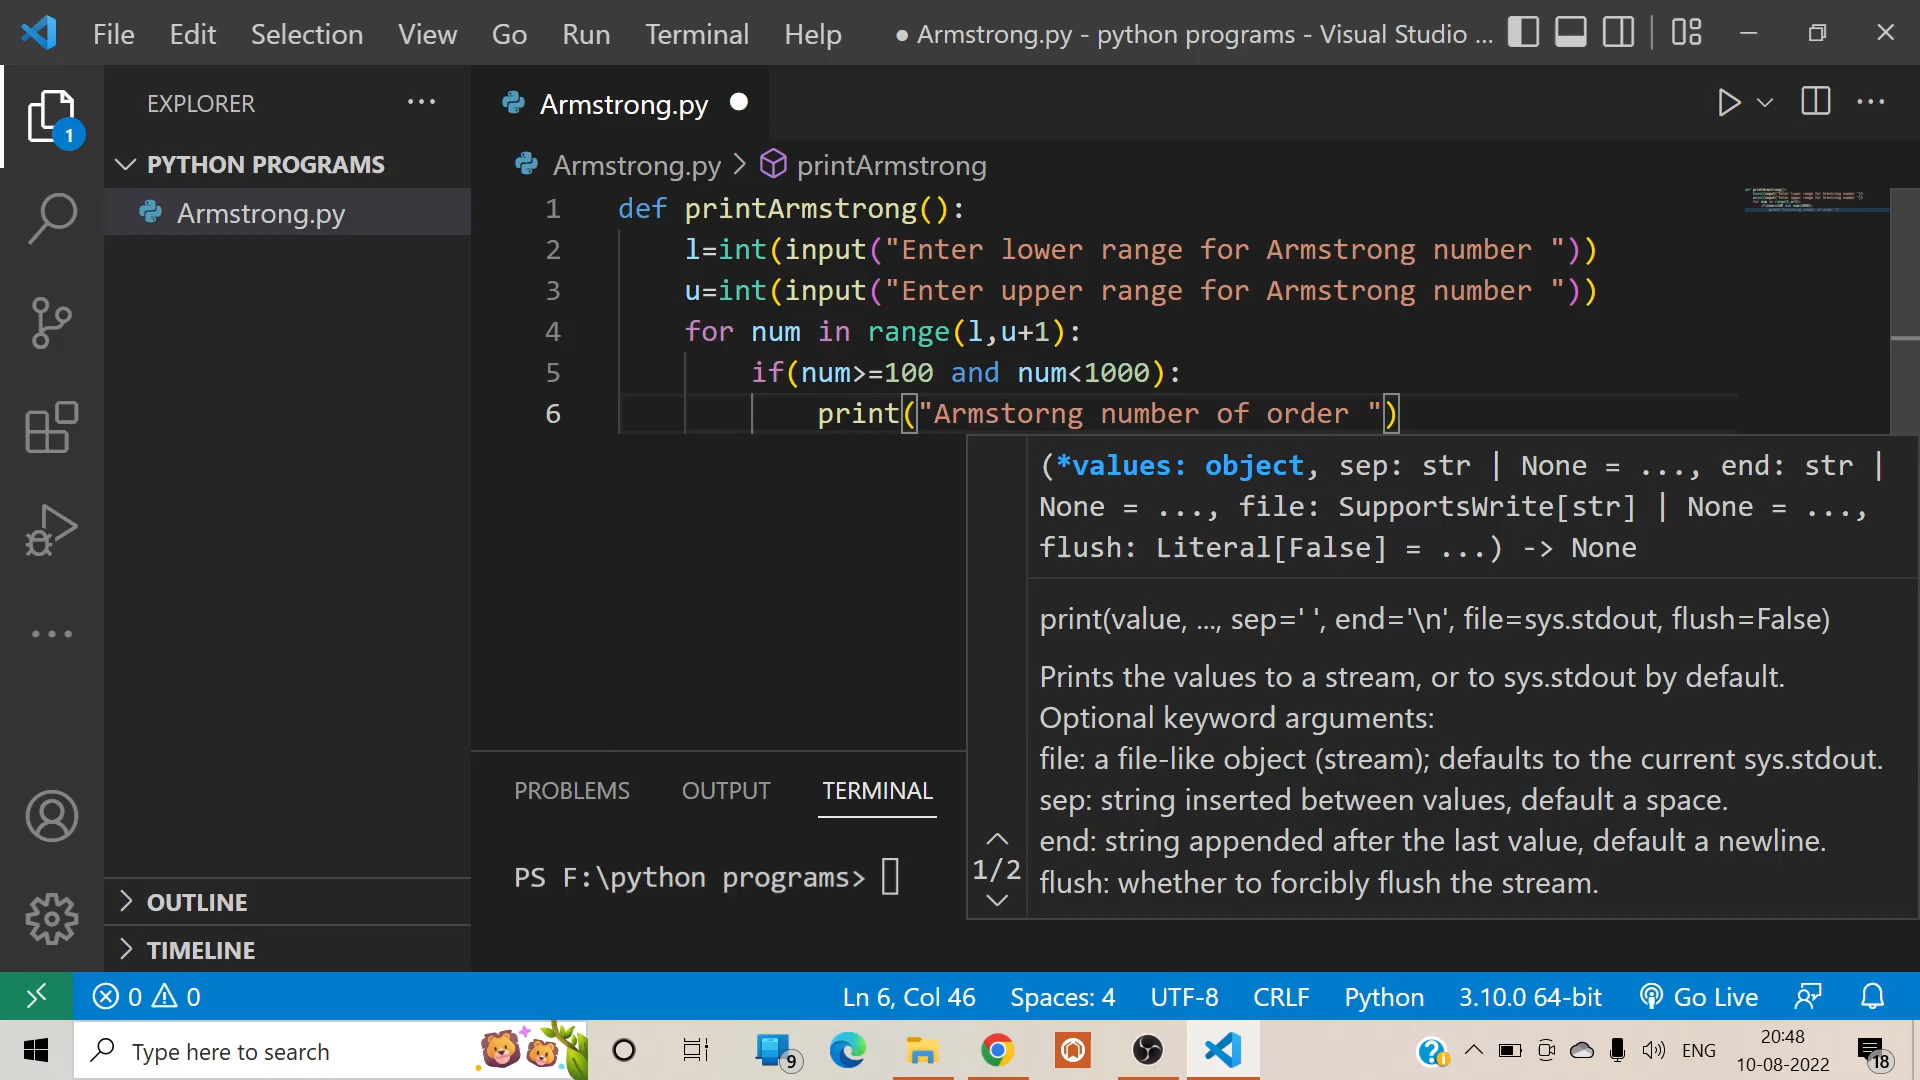 File Edit Selection View Go Run Terminal Help ● Armstrong.py - python programs - Visual Studio ...
EXPLORER ...
Armstrong.py
1
PYTHON PROGRAMS
Armstrong.py
Armstrong.py > printArmstrong
1 def printArmstrong():
2 l=int(input("Enter lower range for Armstrong number "))
3 u=int(input("Enter upper range for Armstrong number "))
4 for num in range(l,u+1):
5 if(num>=100 and num<1000):
6 print("Armstorng number of order ")
(*values: object, sep: str | None = ..., end: str |
None = ..., file: SupportsWrite[str] | None = ...,
flush: Literal[False] = ...) -> None
print(value, ..., sep=' ', end='\n', file=sys.stdout, flush=False)
Prints the values to a stream, or to sys.stdout by default.
Optional keyword arguments:
file: a file-like object (stream); defaults to the current sys.stdout.
sep: string inserted between values, default a space.
end: string appended after the last value, default a newline.
flush: whether to forcibly flush the stream.
1/2
PROBLEMS OUTPUT TERMINAL
PS F:\python programs>
OUTLINE
TIMELINE
0 0 Ln 6, Col 46 Spaces: 4 UTF-8 CRLF Python 3.10.0 64-bit Go Live
Type here to search 9 ENG 20:48
10-08-2022 18